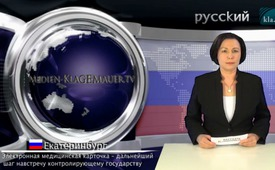 русский
kla.
MEDIEN-KLAGEMAUER.TV
Екатеринбург
Электронная медицинская карточка - дальнейший
шаг навстречу контролирующему государству